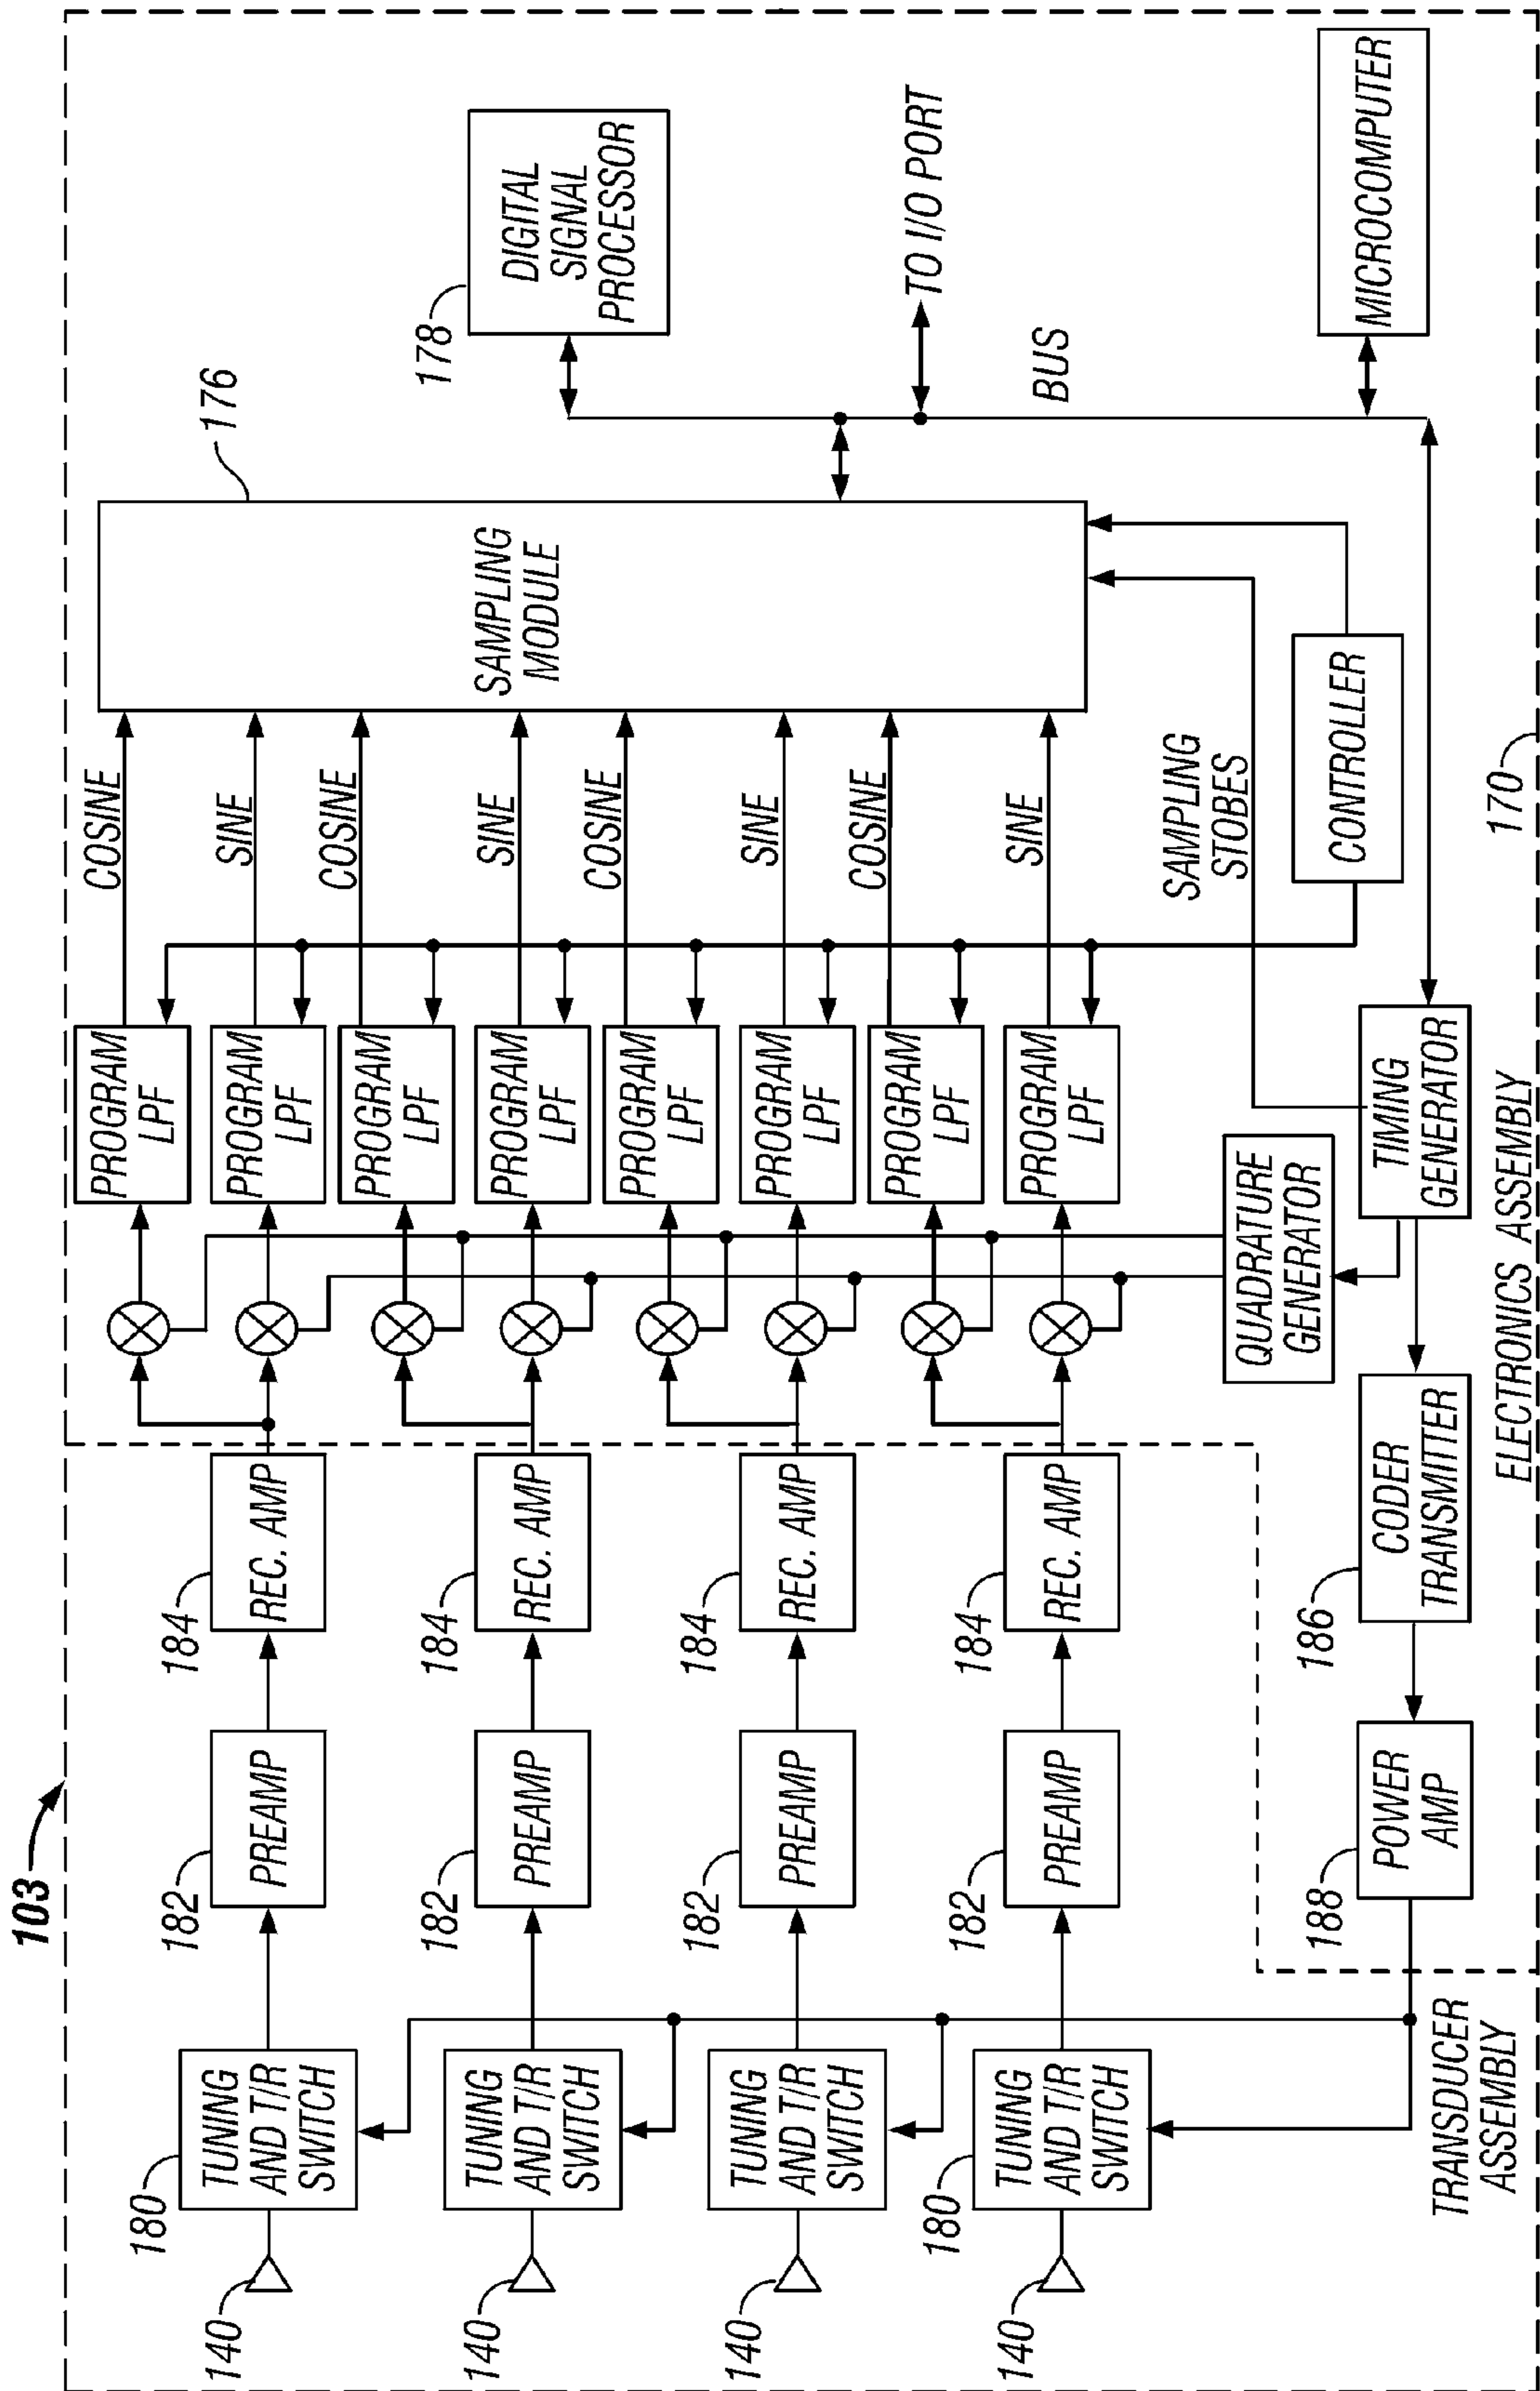 103
140
180
TUNING
AND T/R
SWITCH
182
PREAMP
184
REC. AMP
PROGRAM
LPF
COSINE
PROGRAM
LPF
SINE
140
TUNING
AND T/R
SWITCH
182
PREAMP
184
REC. AMP
PROGRAM
LPF
COSINE
PROGRAM
LPF
SINE
140
TUNING
AND T/R
SWITCH
182
PREAMP
184
REC. AMP
PROGRAM
LPF
COSINE
PROGRAM
LPF
SINE
140
180
TUNING
AND T/R
SWITCH
182
PREAMP
184
REC. AMP
PROGRAM
LPF
COSINE
PROGRAM
LPF
SINE
176
SAMPLING
MODULE
178
DIGITAL
SIGNAL
PROCESSOR
TO I/O PORT
BUS
MICROCOMPUTER
SAMPLING
STOBES
CONTROLLER
QUADRATURE
GENERATOR
TIMING
GENERATOR
186
CODER
TRANSMITTER
188
POWER
AMP
TRANSDUCER
ASSEMBLY
ELECTRONICS ASSEMBLY
170